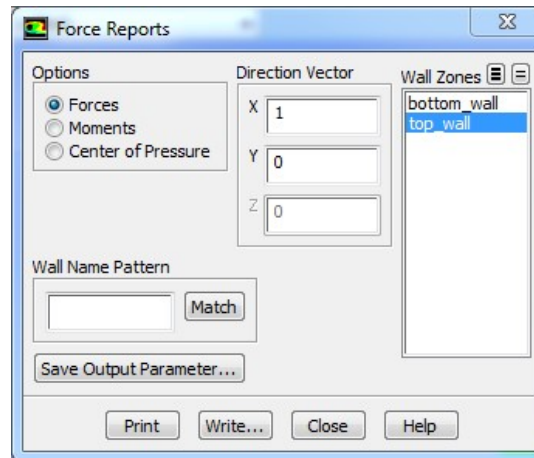 Force Reports
Options
Forces
Moments
Center of Pressure
Direction Vector
X 1
Y 0
Z 0
Wall Zones
bottom_wall
top_wall
Wall Name Pattern
Match
Save Output Parameter...
Print Write... Close Help